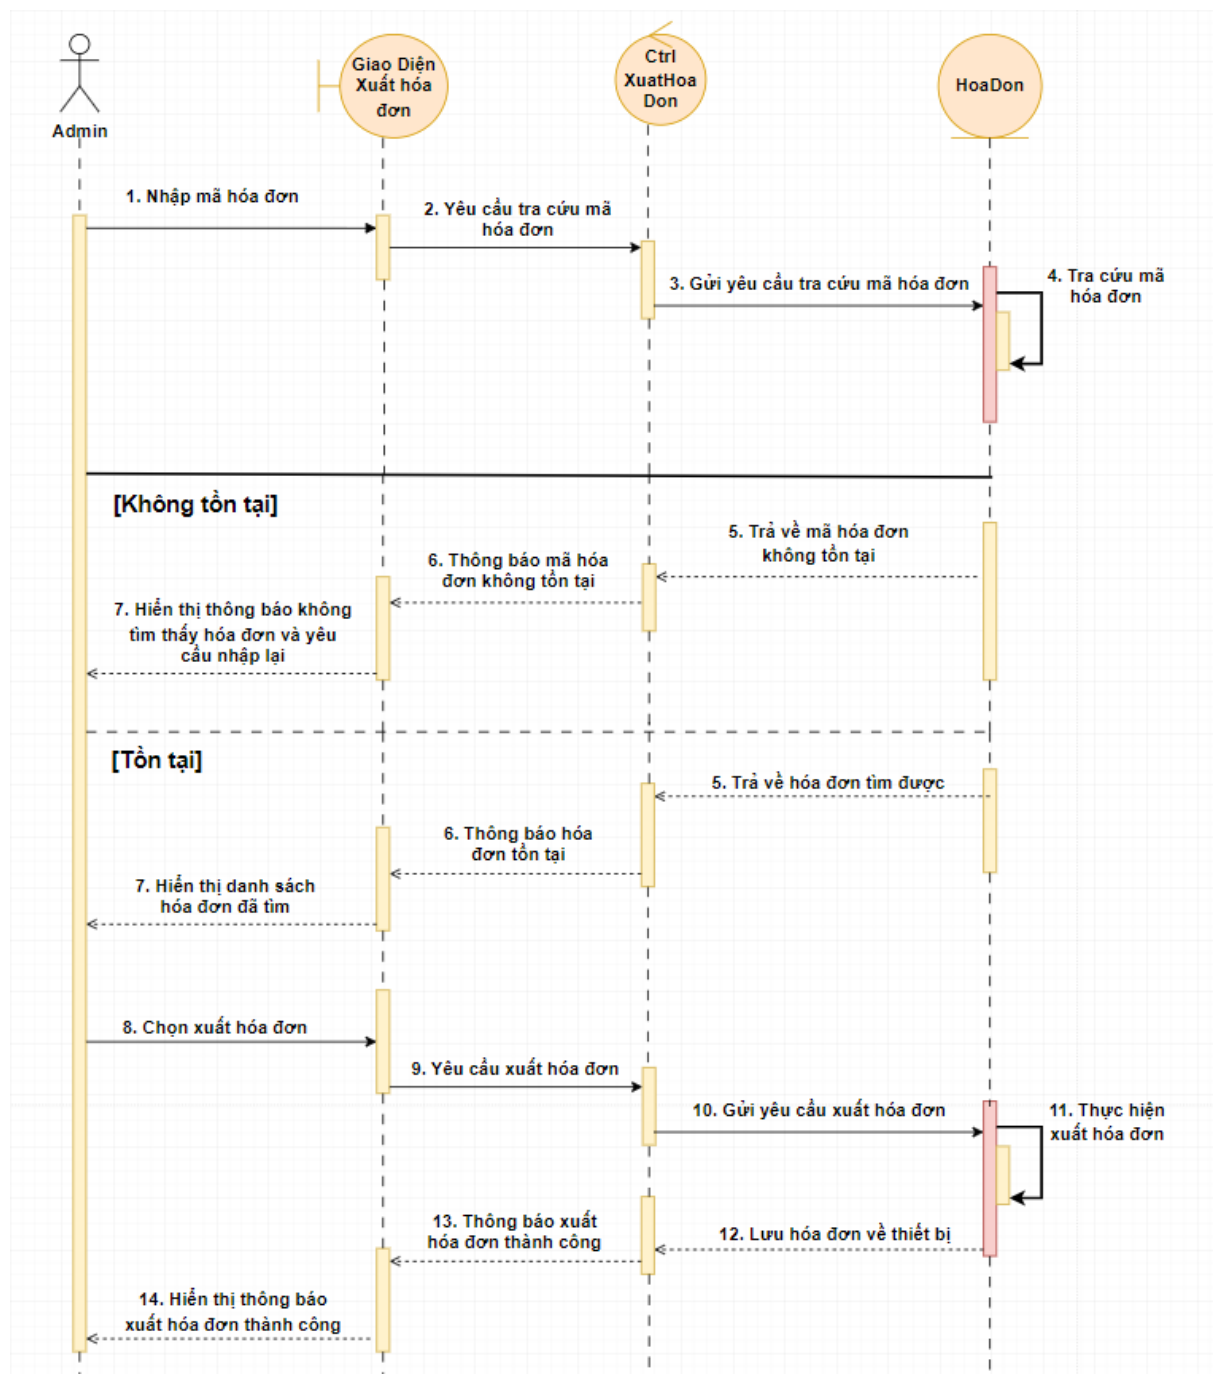 Giao Diện
Xuất hóa
đơn
Ctrl
XuatHoa
Don
HoaDon
Admin
1. Nhập mã hóa đơn
2. Yêu cầu tra cứu mã
hóa đơn
3. Gửi yêu cầu tra cứu mã hóa đơn
4. Tra cứu mã
hóa đơn
[Không tồn tại]
5. Trả về mã hóa đơn
không tồn tại
6. Thông báo mã hóa
đơn không tồn tại
7. Hiển thị thông báo không
tìm thấy hóa đơn và yêu
cầu nhập lại
[Tồn tại]
5. Trả về hóa đơn tìm được
6. Thông báo hóa
đơn tồn tại
7. Hiển thị danh sách
hóa đơn đã tìm
8. Chọn xuất hóa đơn
9. Yêu cầu xuất hóa đơn
10. Gửi yêu cầu xuất hóa đơn
11. Thực hiện
xuất hóa đơn
12. Lưu hóa đơn về thiết bị
13. Thông báo xuất
hóa đơn thành công
14. Hiển thị thông báo
xuất hóa đơn thành công